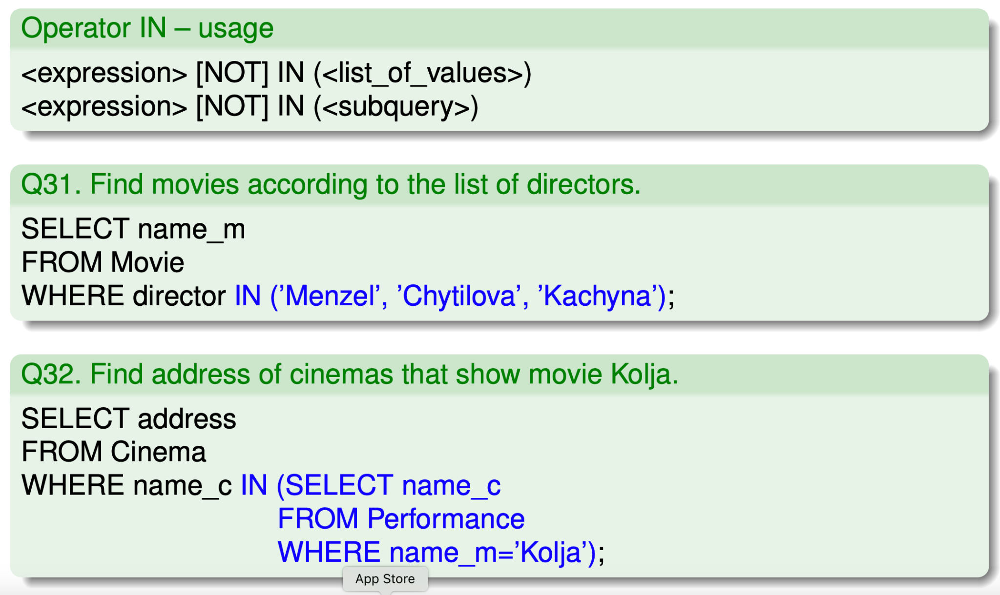 Operator IN – usage
<expression> [NOT] IN (<list_of_values>)
<expression> [NOT] IN (<subquery>)
Q31. Find movies according to the list of directors.
SELECT name_m
FROM Movie
WHERE director IN (’Menzel’, ’Chytilova’, ’Kachyna’);
Q32. Find address of cinemas that show movie Kolja.
SELECT address
FROM Cinema
WHERE name_c IN (SELECT name_c
FROM Performance
WHERE name_m=’Kolja’);
App Store